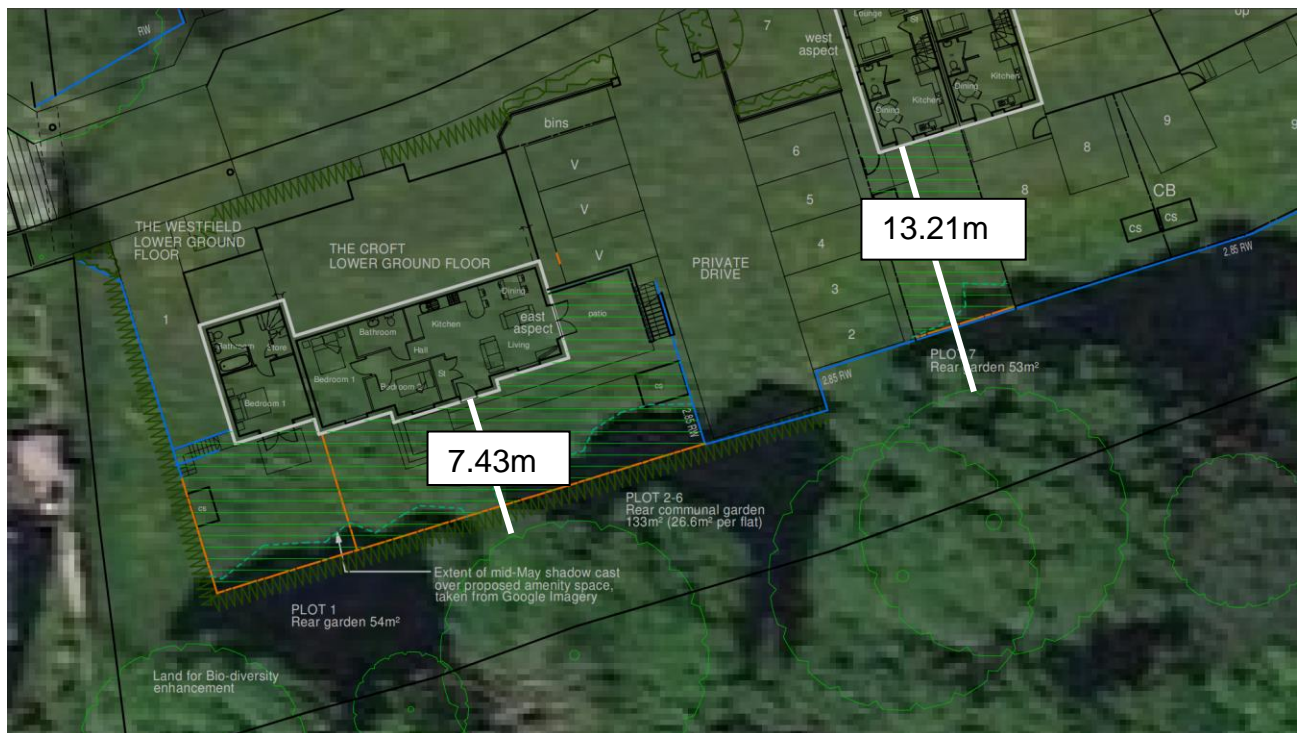 RW
Lounge
St
7
west
aspect
Kitchen
Dining
Kitchen
Dining
bins
V
V
V
6
5
4
3
2
8
9
9
8
CB
cs
cs
2.85 RW
13.21m
THE WESTFIELD
LOWER GROUND
FLOOR
THE CROFT
LOWER GROUND FLOOR
PRIVATE
DRIVE
1
Bathroom
Store
Bedroom 1
Bathroom
Kitchen
Dining
east
aspect
Hall
Living
Bedroom 1
Bedroom 2
St
patio
cs
2.85 RW
2.85 RW
PLOT 7
Rear garden 53m²
7.43m
cs
PLOT 2-6
Rear communal garden
133m² (26.6m² per flat)
Extent of mid-May shadow cast
over proposed amenity space,
taken from Google Imagery
PLOT 1
Rear garden 54m²
Land for Bio-diversity
enhancement